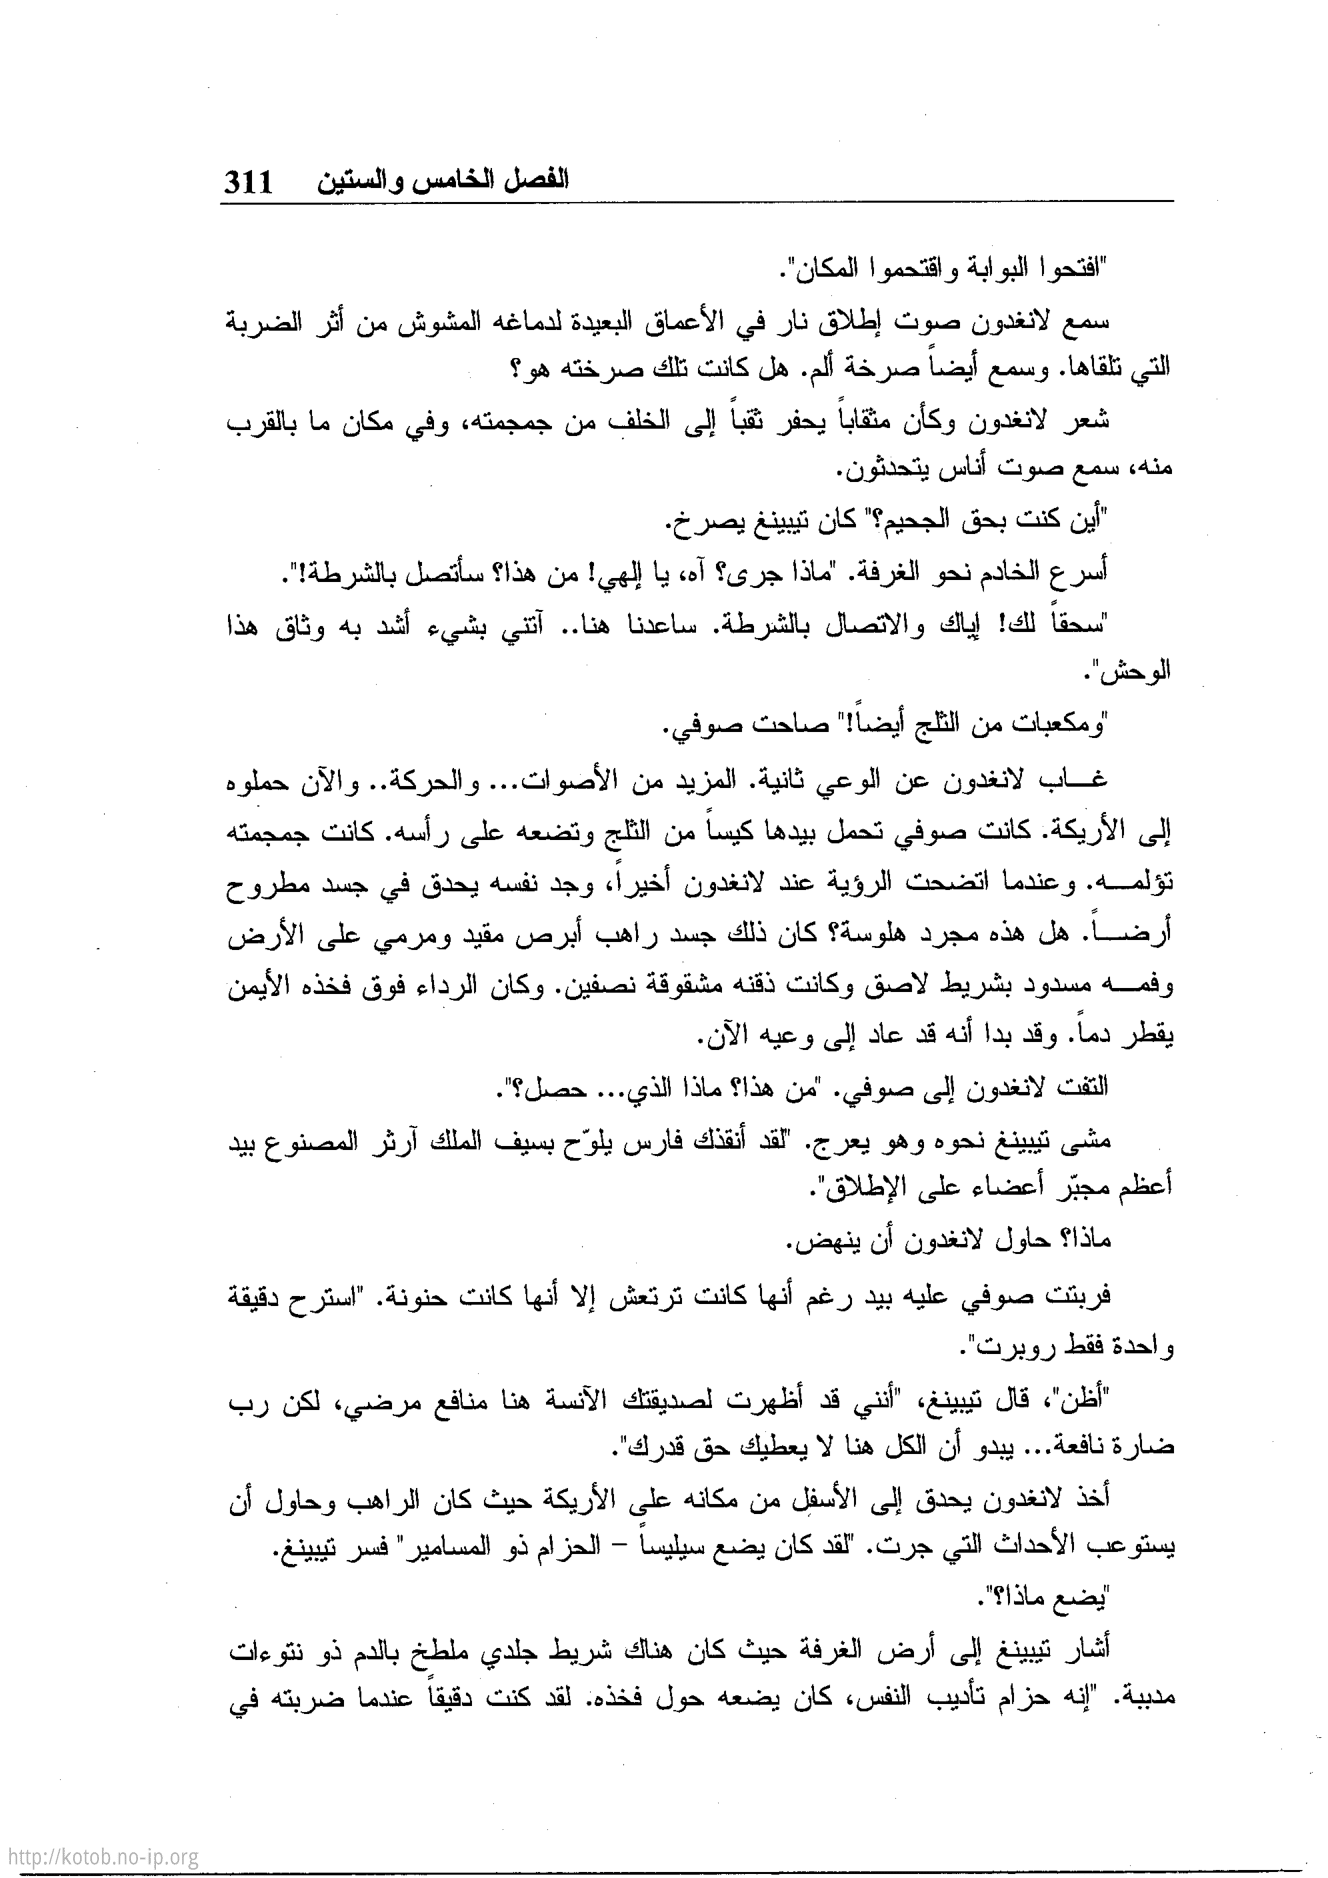 الفصل الخامس والستين 311
"افتحوا البوابة واقتحموا المكان".
سمع لانغدون صوت إطلاق نار في الأعماق البعيدة لدماغه المشوش من أثر الضربة
التي تلقاها. وسمع أيضاً صرخة ألم. هل كانت تلك صرخته هو؟
شعر لانغدون وكأن مثقاباً يحفر ثقباً إلى الخلف من جمجمته، وفي مكان ما بالقرب
منه، سمع صوت أناس يتحدثون.
"أين كنت بحق الجحيم؟" كان تيبينغ يصرخ.
أسرع الخادم نحو الغرفة. "ماذا جرى؟ آه، يا إلهي! من هذا؟ سأتصل بالشرطة!".
"سحقاً لك! إياك والاتصال بالشرطة. ساعدنا هنا.. آتني بشيء أشد به وثاق هذا
الوحش".
"ومكعبات من الثلج أيضاً!" صاحت صوفي.
غـــاب لانغدون عن الوعي ثانية. المزيد من الأصوات... والحركة.. والآن حملوه
إلى الأريكة. كانت صوفي تحمل بيدها كيساً من الثلج وتضعه على رأسه. كانت جمجمته
تؤلمـــه. وعندما اتضحت الرؤية عند لانغدون أخيراً، وجد نفسه يحدق في جسد مطروح
أرضـــاً. هل هذه مجرد هلوسة؟ كان ذلك جسد راهب أبرص مقيد ومرمي على الأرض
وفمـــه مسدود بشريط لاصق وكانت ذقنه مشقوقة نصفين. وكان الرداء فوق فخذه الأيمن
يقطر دماً. وقد بدا أنه قد عاد إلى وعيه الآن.
التفت لانغدون إلى صوفي. "من هذا؟ ماذا الذي... حصل؟".
مشى تيبينغ نحوه وهو يعرج. "لقد أنقذك فارس يلوّح بسيف الملك آرثر المصنوع بيد
أعظم مجبّر أعضاء على الإطلاق".
ماذا؟ حاول لانغدون أن ينهض.
فربتت صوفي عليه بيد رغم أنها كانت ترتعش إلا أنها كانت حنونة. "استرح دقيقة
واحدة فقط روبرت".
"أظن"، قال تيبينغ، "أنني قد أظهرت لصديقتك الآنسة هنا منافع مرضي، لكن رب
ضارة نافعة... يبدو أن الكل هنا لا يعطيك حق قدرك".
أخذ لانغدون يحدق إلى الأسفل من مكانه على الأريكة حيث كان الراهب وحاول أن
يستوعب الأحداث التي جرت. "لقد كان يضع سيليساً – الحزام ذو المسامير" فسر تيبينغ.
"يضع ماذا؟".
أشار تيبينغ إلى أرض الغرفة حيث كان هناك شريط جلدي ملطخ بالدم ذو نتوءات
مدببة. "إنه حزام تأديب النفس، كان يضعه حول فخذه. لقد كنت دقيقاً عندما ضربته في
http://kotob.no-ip.org